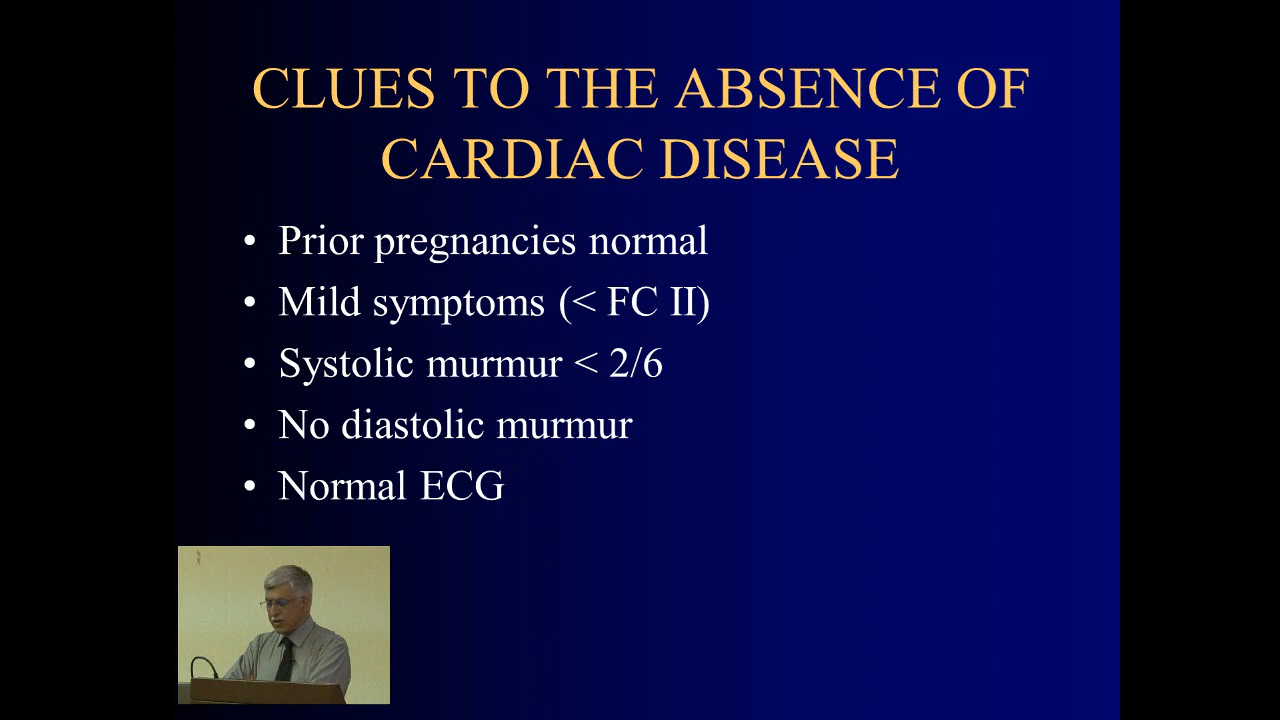 CLUES TO THE ABSENCE OF
CARDIAC DISEASE
• Prior pregnancies normal
• Mild symptoms (< FC II)
• Systolic murmur < 2/6
• No diastolic murmur
• Normal ECG